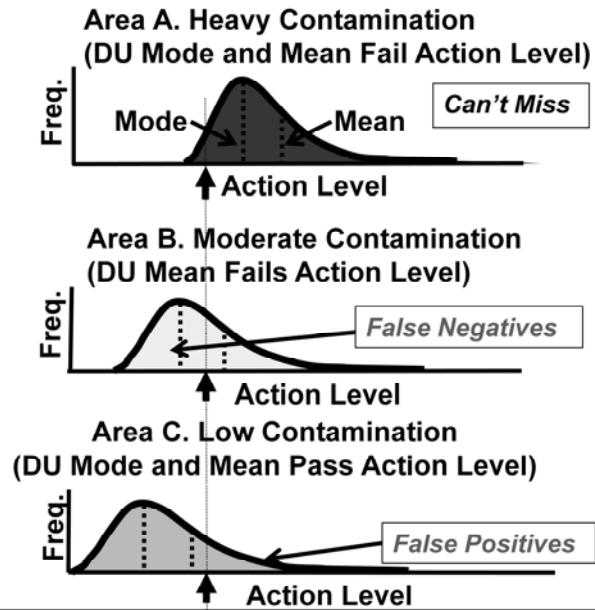 Area A. Heavy Contamination
(DU Mode and Mean Fail Action Level)
Freq.
Mode
Mean
Can't Miss
Action Level
Area B. Moderate Contamination
(DU Mean Fails Action Level)
Freq.
False Negatives
Action Level
Area C. Low Contamination
(DU Mode and Mean Pass Action Level)
Freq.
False Positives
Action Level